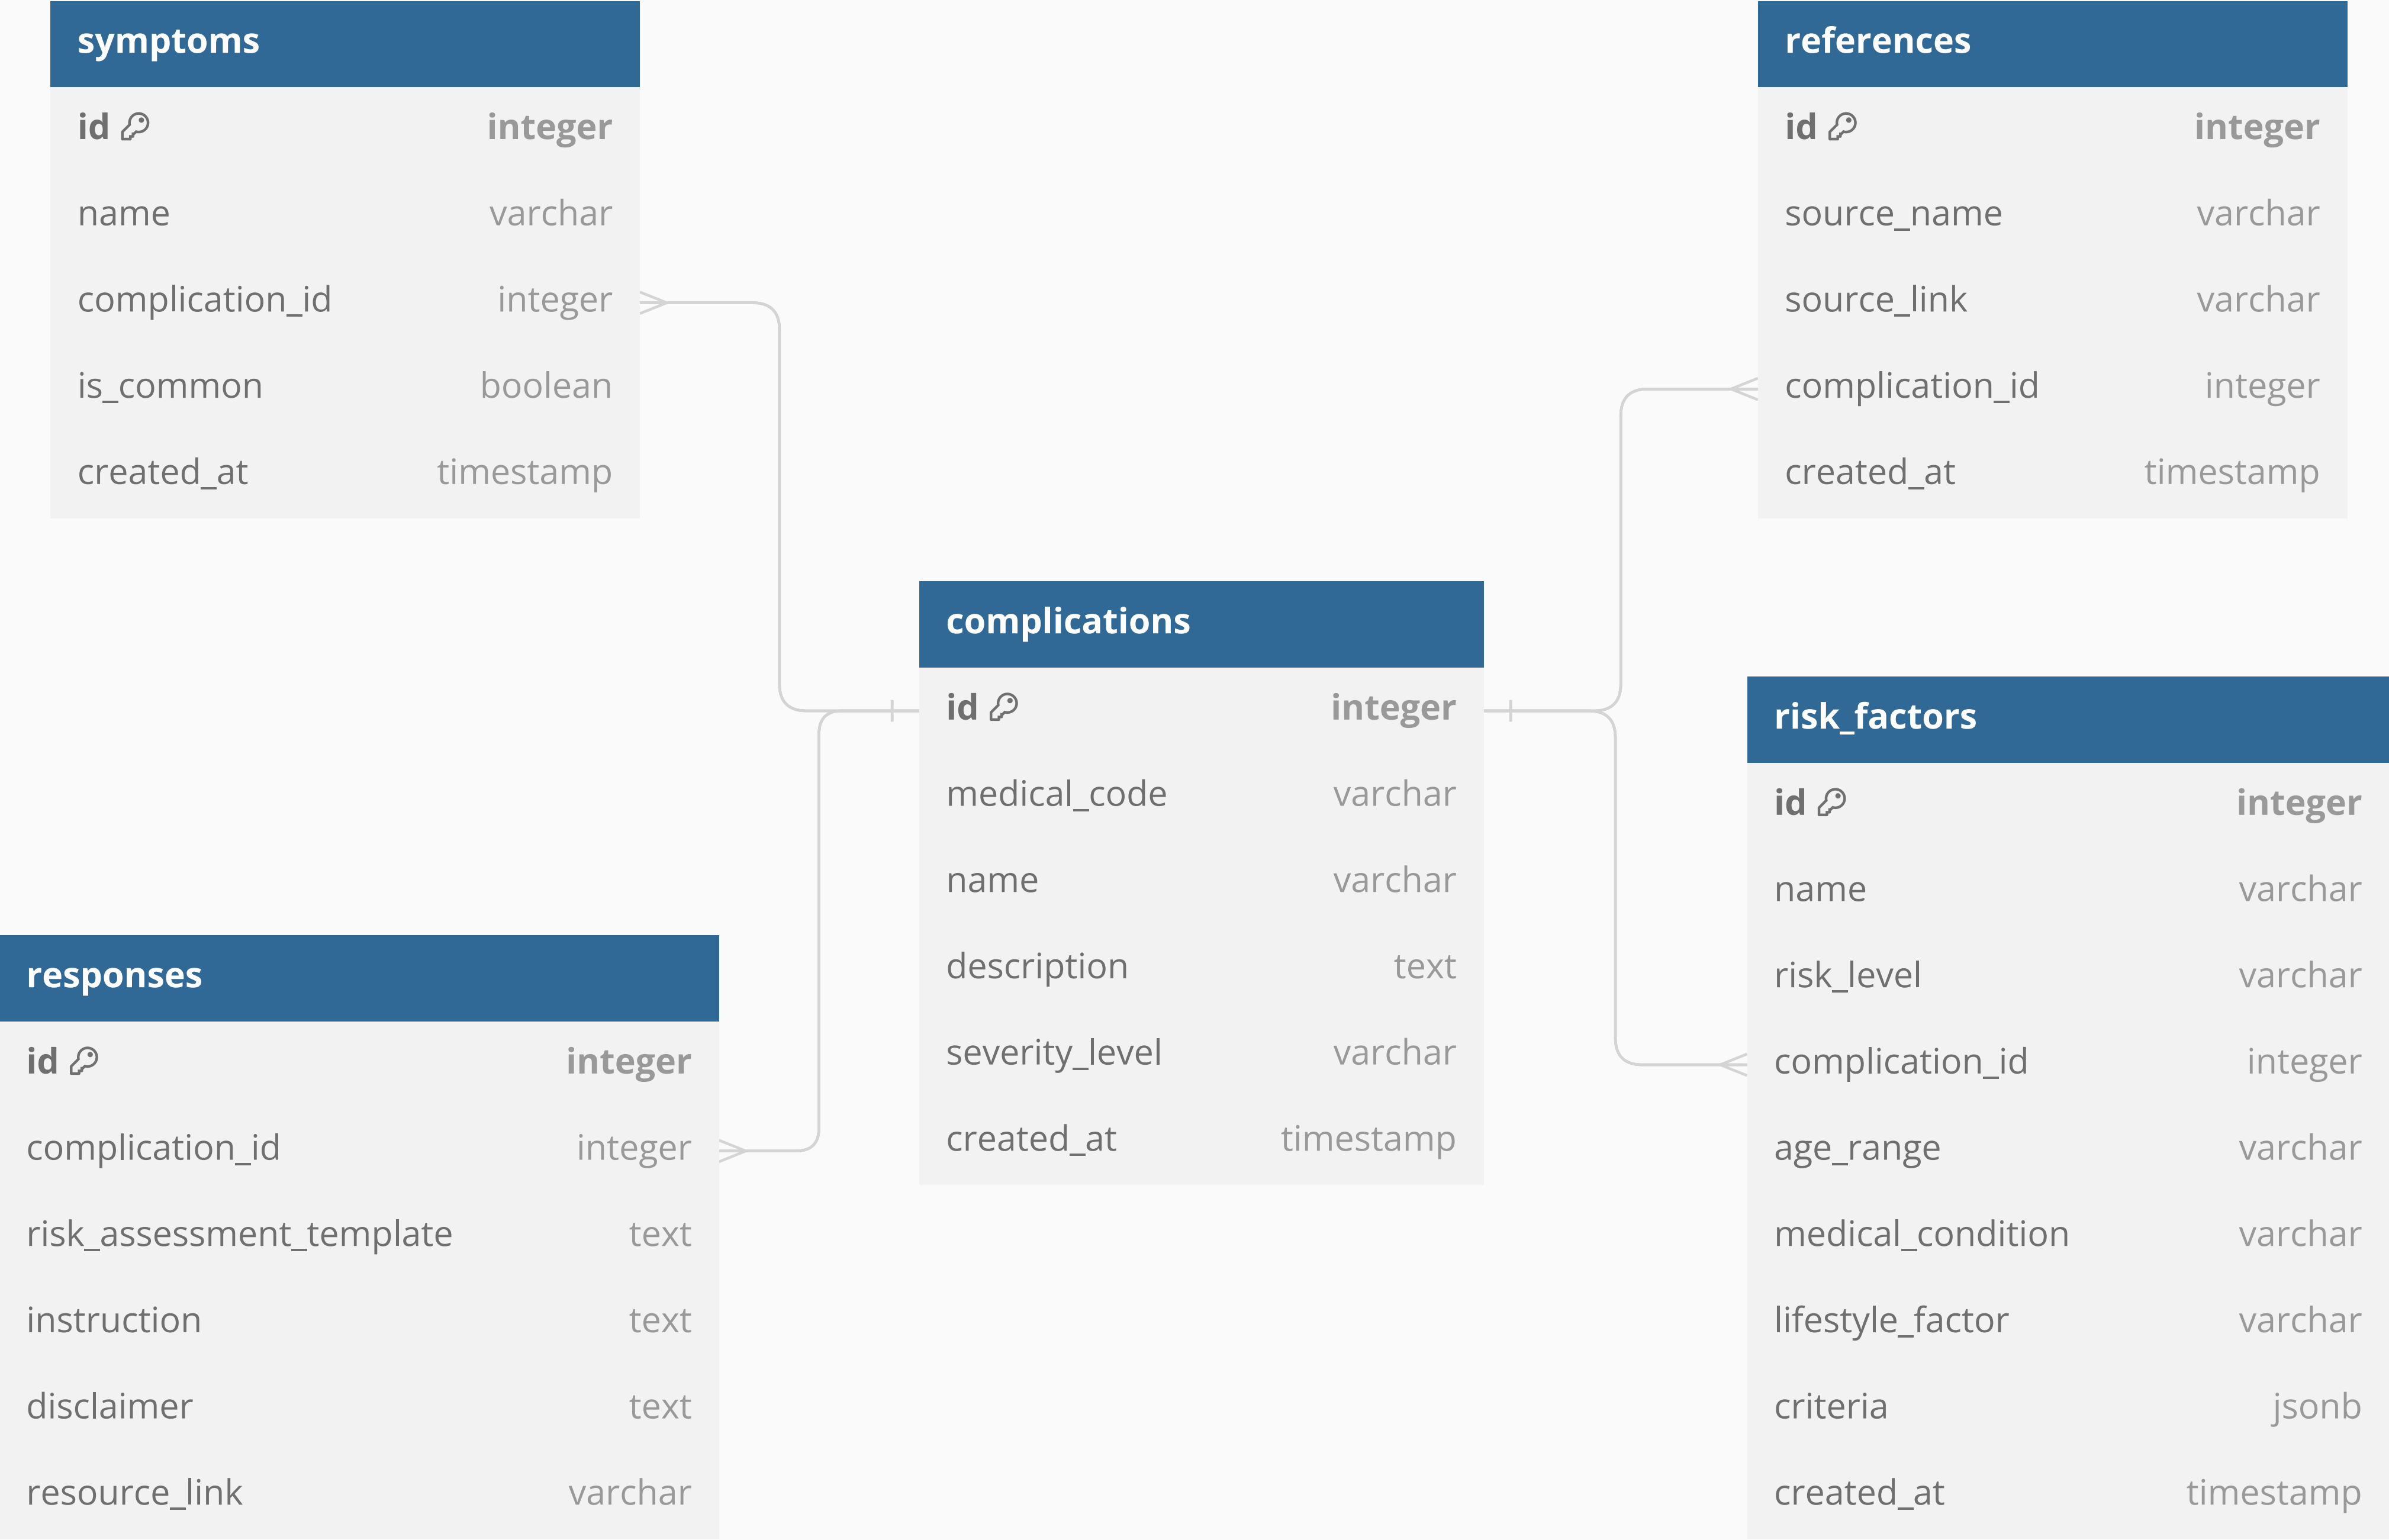 symptoms
id integer
name varchar
complication_id integer
is_common boolean
created_at timestamp
references
id integer
source_name varchar
source_link varchar
complication_id integer
created_at timestamp
complications
id integer
medical_code varchar
name varchar
description text
severity_level varchar
created_at timestamp
risk_factors
id integer
name varchar
risk_level varchar
complication_id integer
age_range varchar
medical_condition varchar
lifestyle_factor varchar
criteria jsonb
created_at timestamp
responses
id integer
complication_id integer
risk_assessment_template text
instruction text
disclaimer text
resource_link varchar